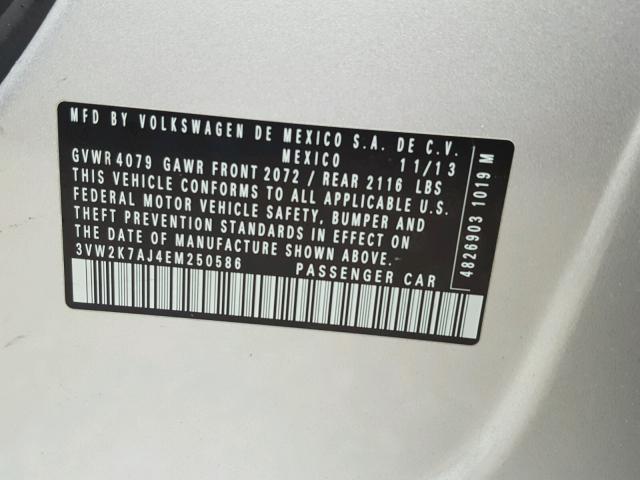 MFD BY VOLKSWAGEN DE MEXICO S.A. DE C.V.
MEXICO 11/13
GVWR 4079 GAWR FRONT 2072 / REAR 2116 LBS
THIS VEHICLE CONFORMS TO ALL APPLICABLE U.S.
FEDERAL MOTOR VEHICLE SAFETY, BUMPER AND
THEFT PREVENTION STANDARDS IN EFFECT ON
THE DATE OF MANUFACTURE SHOWN ABOVE.
3VW2K7AJ4EM250586 PASSENGER CAR
4826903 1019 M